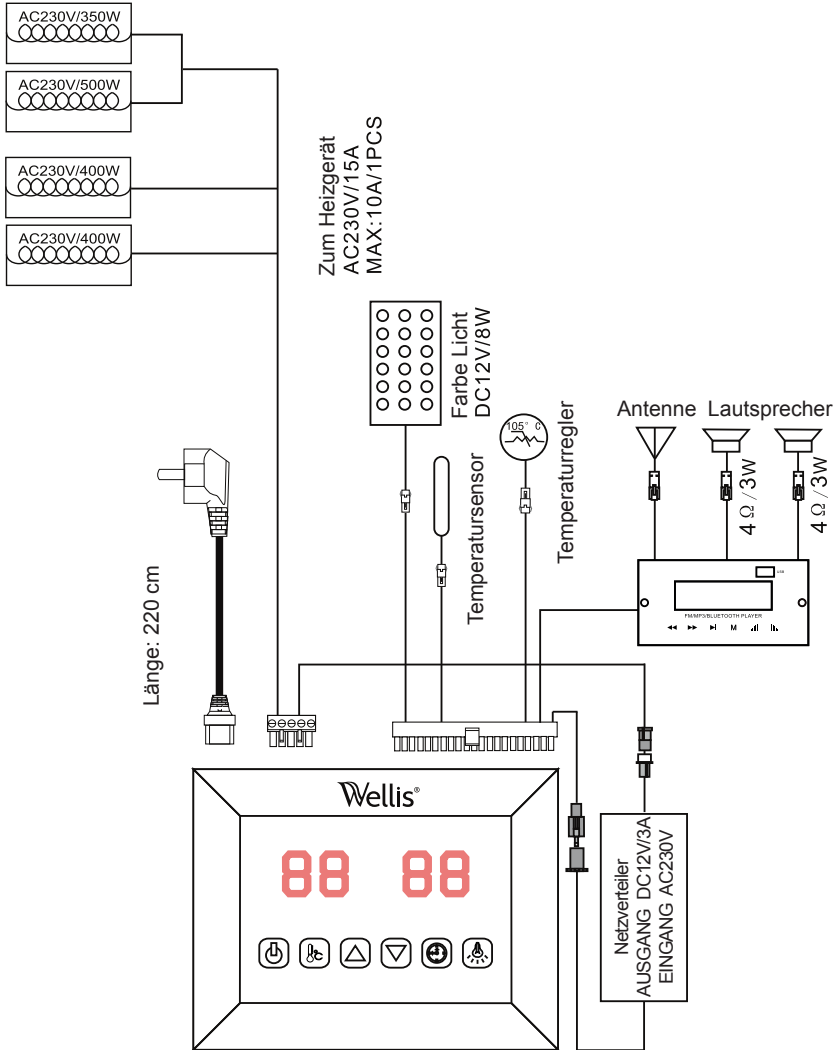 AC230V/350W
AC230V/500W
AC230V/400W
AC230V/400W
Zum Heizgerät
AC230V/15A
MAX:10A/1PCS
Farbe Licht
DC12V/8W
105° C
Temperatursensor
Temperaturregler
Antenne Lautsprecher
4 Ω / 3W
4 Ω / 3W
USB
FM/MP3/BLUETOOTH PLAYER
M
Länge: 220 cm
Wellis®
88 88
°C
Netzverteiler
AUSGANG DC12V/3A
EINGANG AC230V